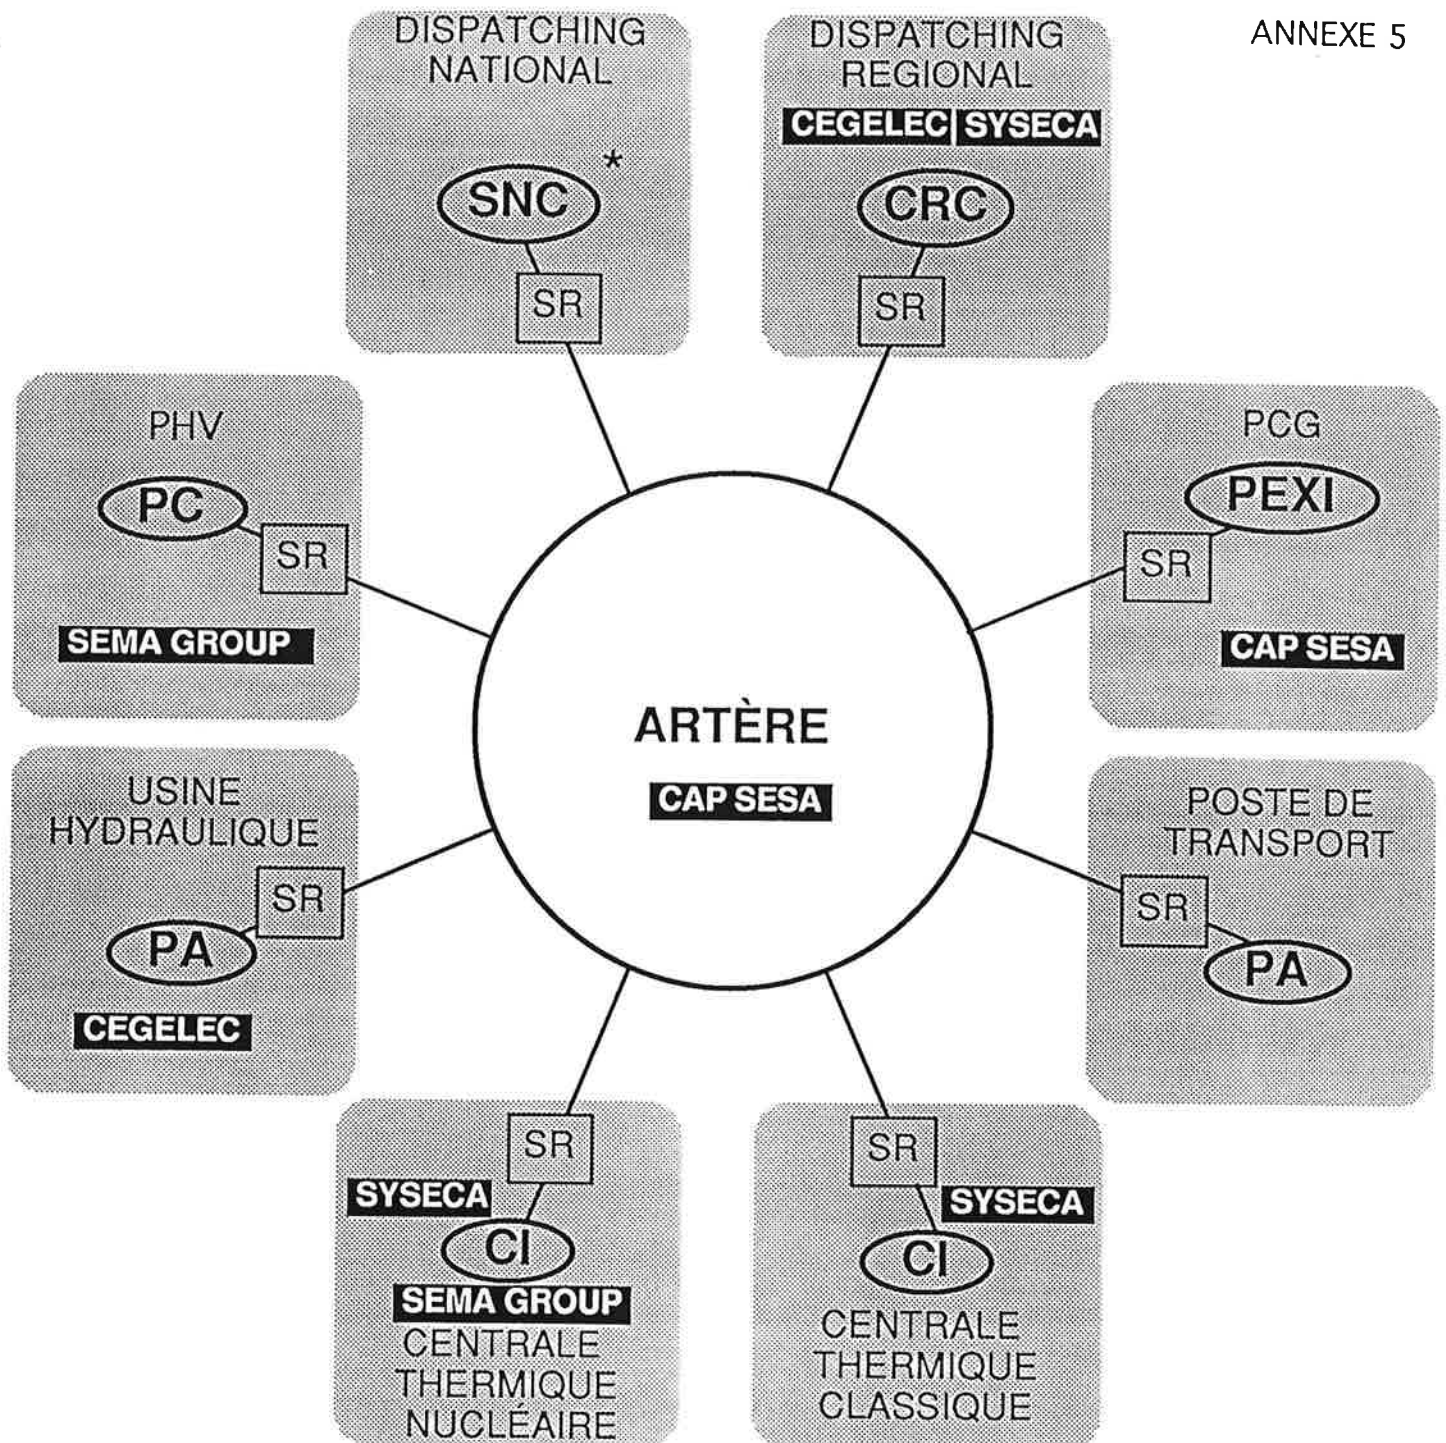 ANNEXE 5
DISPATCHING
NATIONAL
SNC *
SR
DISPATCHING
REGIONAL
CEGELEC SYSECA
CRC
SR
PHV
PC
SR
SEMA GROUP
PCG
PEXI
SR
CAP SESA
ARTÈRE
CAP SESA
USINE
HYDRAULIQUE
SR
PA
CEGELEC
POSTE DE
TRANSPORT
SR
PA
SR
SYSECA
CI
SEMA GROUP
CENTRALE
THERMIQUE
NUCLÉAIRE
SR
SYSECA
CI
CENTRALE
THERMIQUE
CLASSIQUE